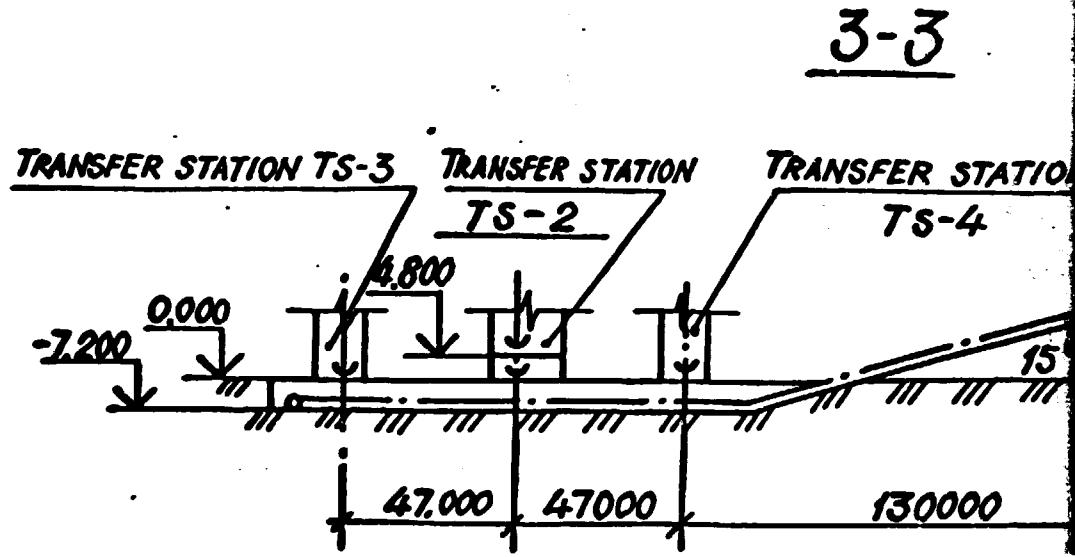 3-3
TRANSFER STATION TS-3
TRANSFER STATION
TS-2
TRANSFER STATIO
TS-4
4.800
0.000
-7.200
15
47.000
47000
130000